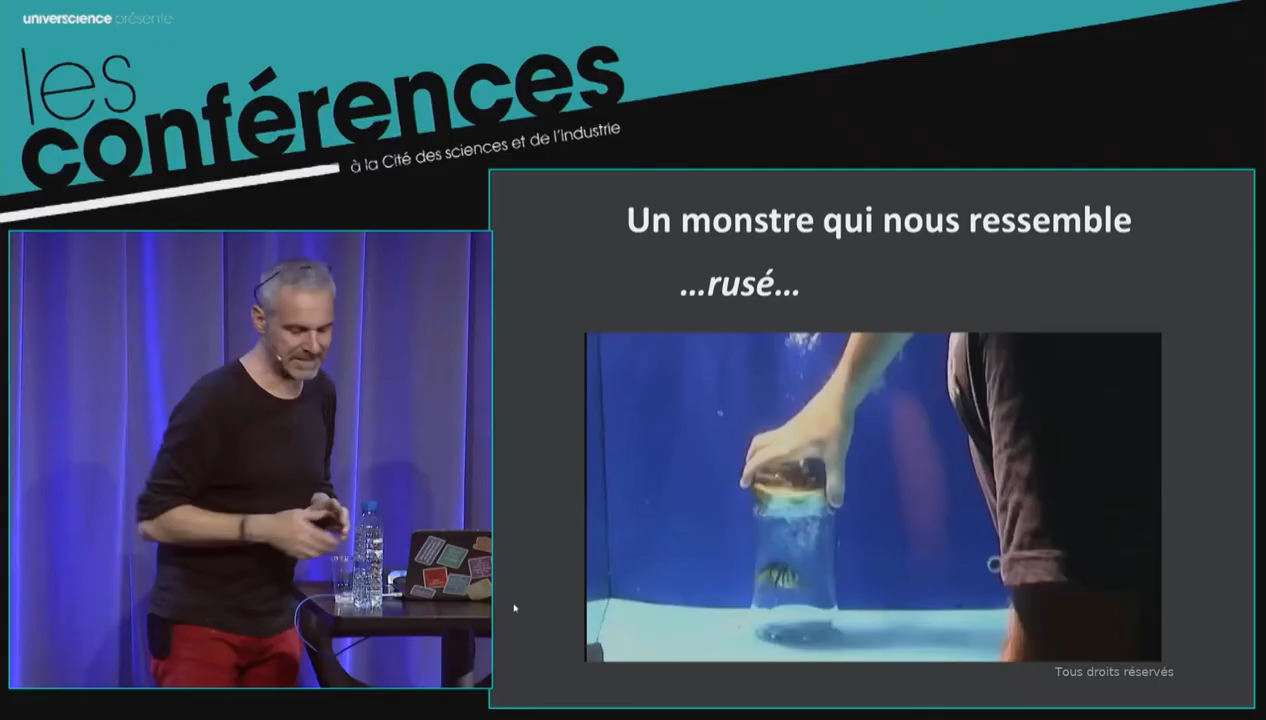 universcience présente
les
conférences
à la Cité des sciences et de l'industrie
Un monstre qui nous ressemble
...rusé...
Tous droits réservés